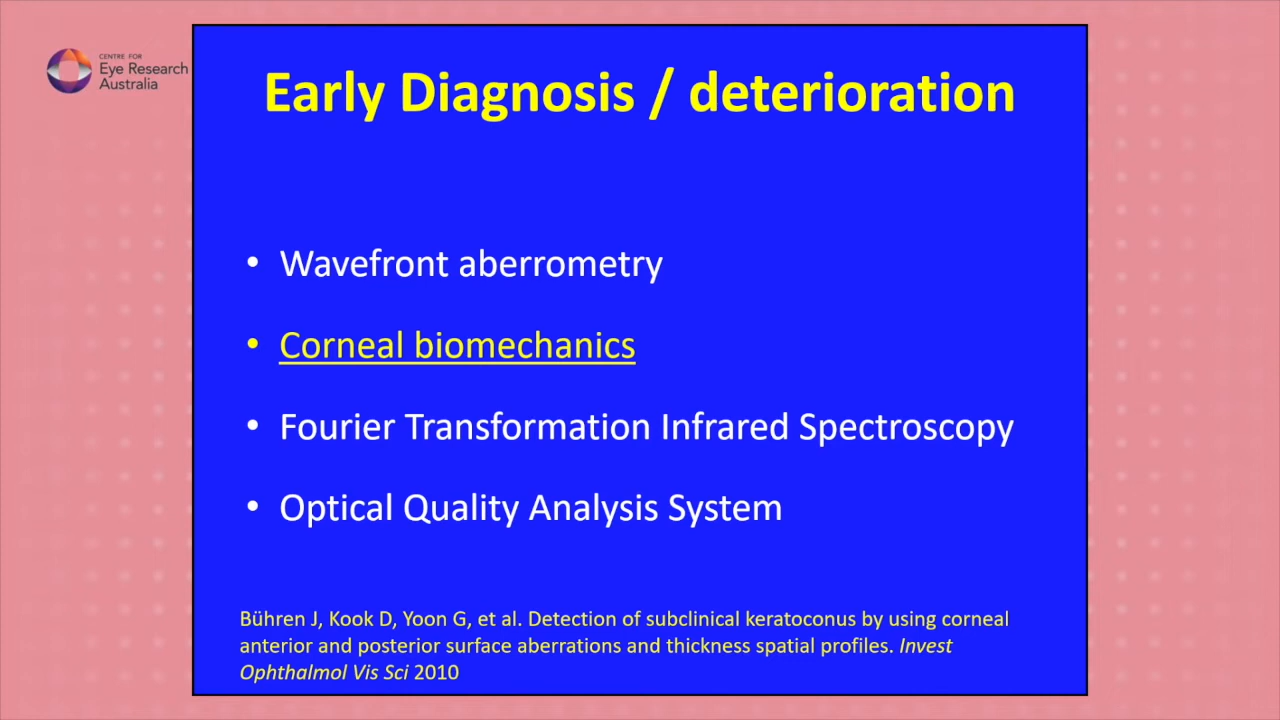 CENTRE FOR
Eye Research
Australia
Early Diagnosis / deterioration
• Wavefront aberrometry
• Corneal biomechanics
• Fourier Transformation Infrared Spectroscopy
• Optical Quality Analysis System
Bühren J, Kook D, Yoon G, et al. Detection of subclinical keratoconus by using corneal
anterior and posterior surface aberrations and thickness spatial profiles. Invest
Ophthalmol Vis Sci 2010